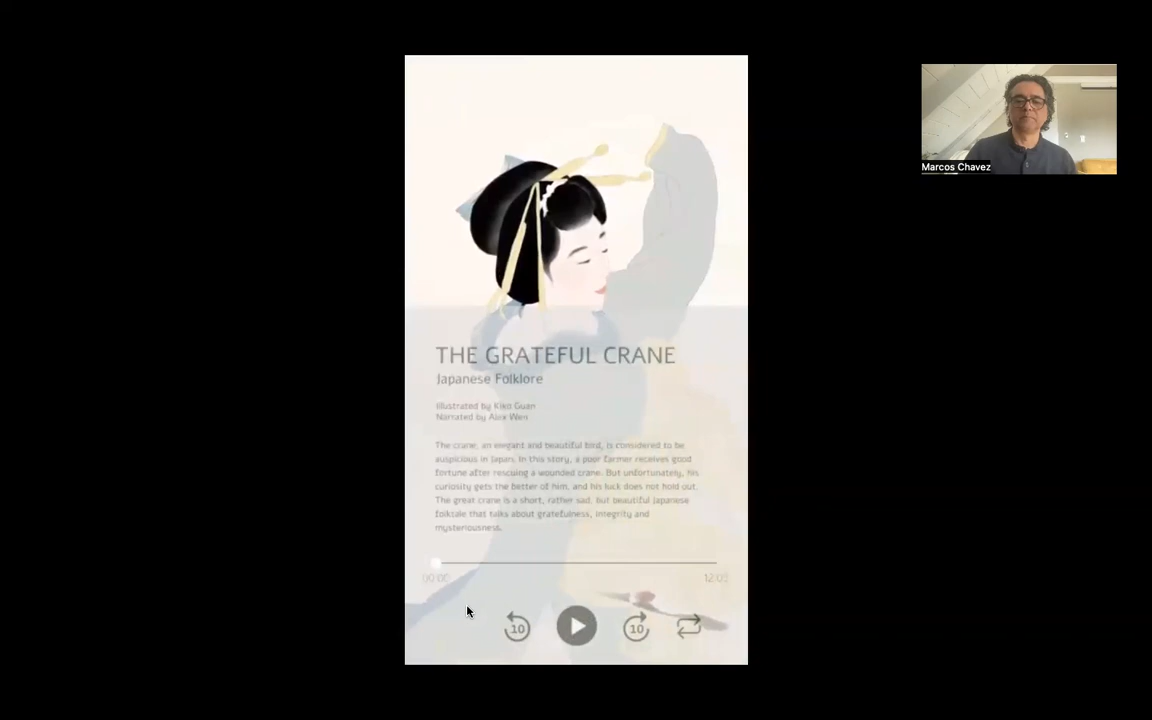 THE GRATEFUL CRANE
Japanese Folklore
Illustrated by Kiko Guan
Narrated by Alex Wen
The crane, an elegant and beautiful bird, is considered to be
auspicious in Japan. In this story, a poor farmer receives good
fortune after rescuing a wounded crane. But unfortunately, his
curiosity gets the better of him, and his luck does not hold out.
The great crane is a short, rather sad, but beautiful Japanese
folktale that talks about gratefulness, integrity and
mysteriousness.
00:00
12:05
10
10
Marcos Chavez